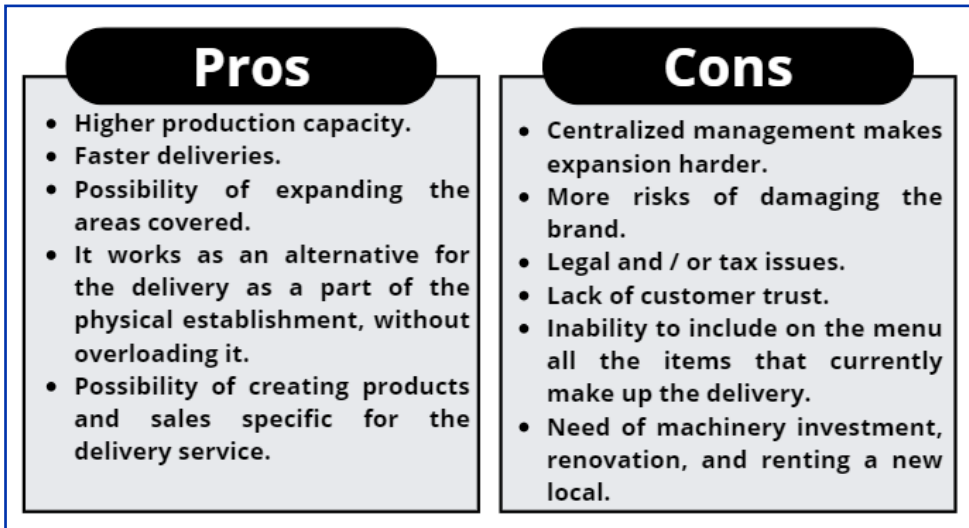 Pros
• Higher production capacity.
• Faster deliveries.
• Possibility of expanding the
areas covered.
• It works as an alternative for
the delivery as a part of the
physical establishment, without
overloading it.
• Possibility of creating products
and sales specific for the
delivery service.
Cons
• Centralized management makes
expansion harder.
• More risks of damaging the
brand.
• Legal and / or tax issues.
• Lack of customer trust.
• Inability to include on the menu
all the items that currently
make up the delivery.
• Need of machinery investment,
renovation, and renting a new
local.